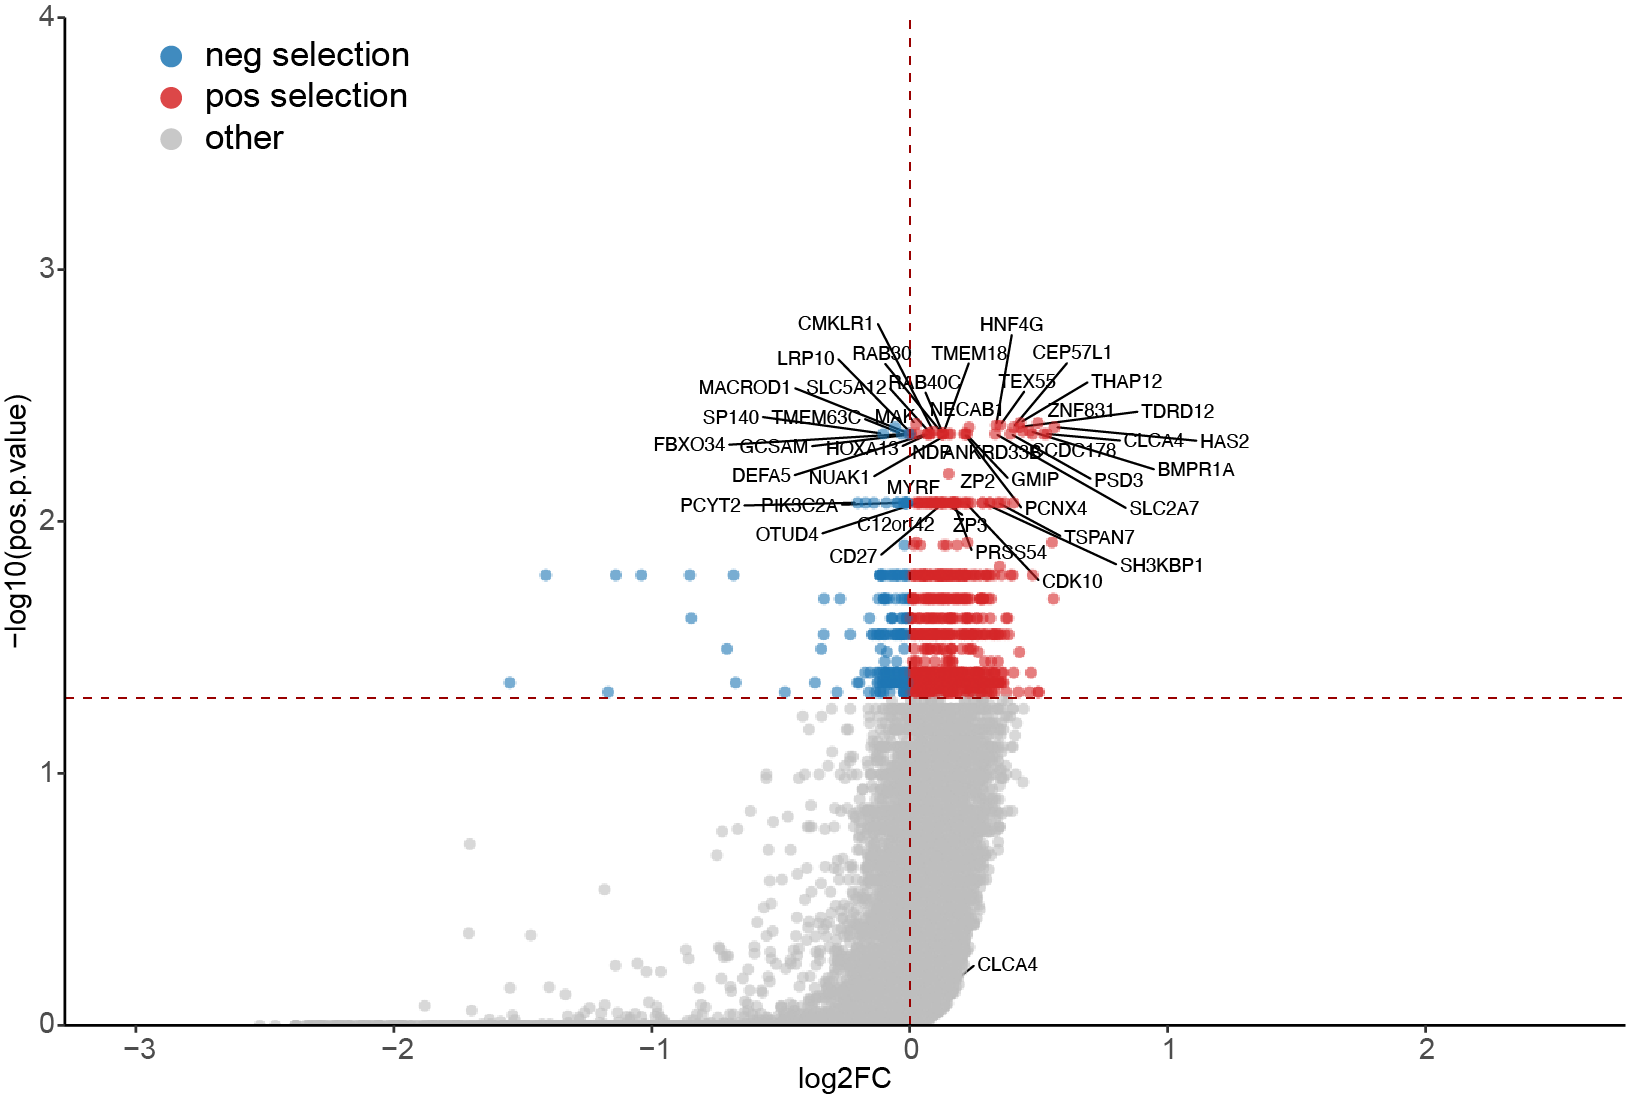 4
neg selection
pos selection
other
3
CMKLR1 HNF4G
LRP10 RAB30 TMEM18 CEP57L1
MACROD1 SLC5A12 RAB40C TEX55 THAP12
SP140 TMEM63C MAK NECAB1 ZNF831 TDRD12
FBXO34 GCSAM HOXA13 NDP ANKRD33B CCDC178 CLCA4 HAS2
DEFA5 NUAK1 MYRF ZP2 GMIP PSD3 BMPR1A
PCYT2 PIK3C2A PCNX4 SLC2A7
2
OTUD4 C12orf42 ZP3 TSPAN7
CD27 PRSS54 SH3KBP1
CDK10
−log10(pos.p.value)
1
CLCA4
0
−3 −2 −1 0 1 2
log2FC